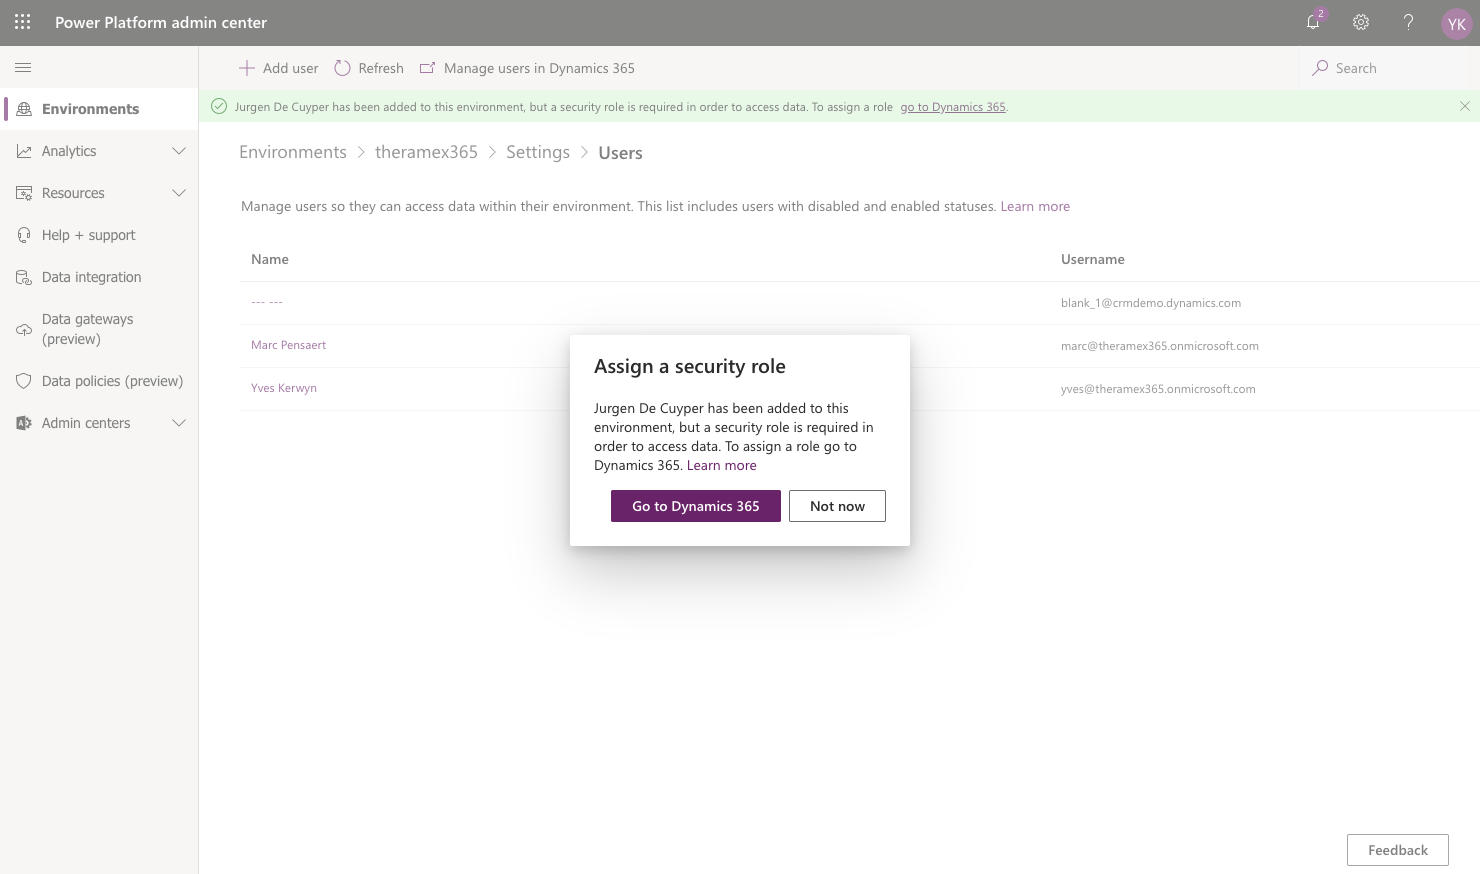 Power Platform admin center
2
YK
Add user
Refresh
Manage users in Dynamics 365
Search
Environments
Analytics
Resources
Help + support
Data integration
Data gateways
(preview)
Data policies (preview)
Admin centers
Jurgen De Cuyper has been added to this environment, but a security role is required in order to access data. To assign a role go to Dynamics 365.
Environments > theramex365 > Settings > Users
Manage users so they can access data within their environment. This list includes users with disabled and enabled statuses. Learn more
Name Username
--- --- blank_1@crmdemo.dynamics.com
Marc Pensaert marc@theramex365.onmicrosoft.com
Yves Kerwyn yves@theramex365.onmicrosoft.com
Assign a security role
Jurgen De Cuyper has been added to this
environment, but a security role is required in
order to access data. To assign a role go to
Dynamics 365. Learn more
Go to Dynamics 365
Not now
Feedback